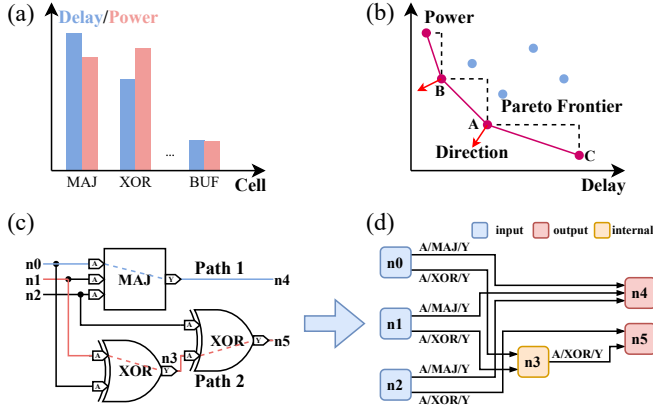 (a)
Delay/Power
MAJ XOR ... BUF Cell
(b)
Power
B
A
Pareto Frontier
Direction
C
Delay
(c)
n0
n1
n2
A
A
A
MAJ
Y
Path 1
n4
A
A
XOR
Y
n5
A
A
XOR
Y
n3
Path 2
(d)
input output internal
n0
A/MAJ/Y
A/XOR/Y
n1
A/MAJ/Y
A/XOR/Y
n2
A/MAJ/Y
A/XOR/Y
n3
A/XOR/Y
n4
n5